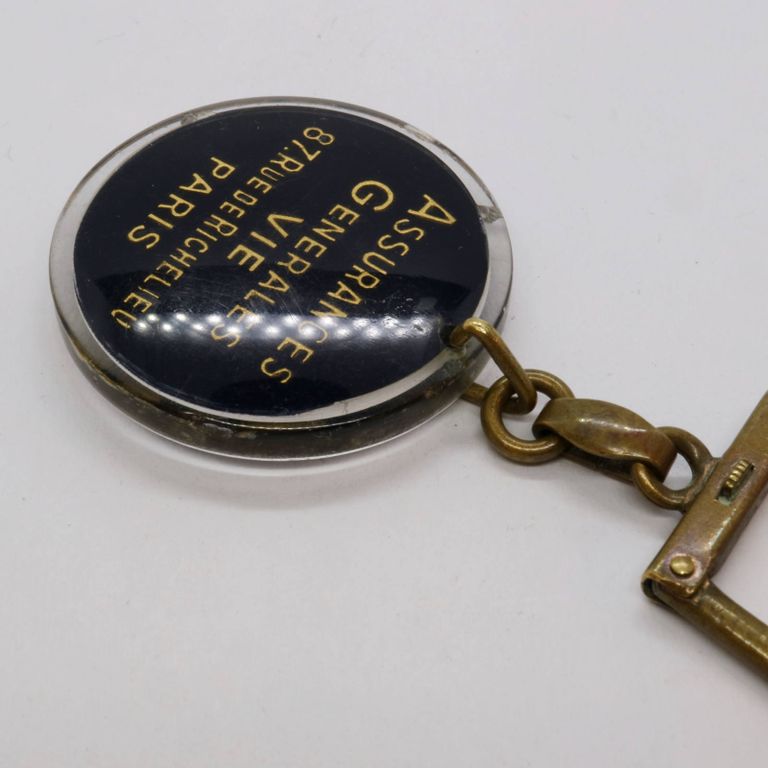 ASSURANCES
GENERALES
VIE
87.RUE DE RICHELIEU
PARIS